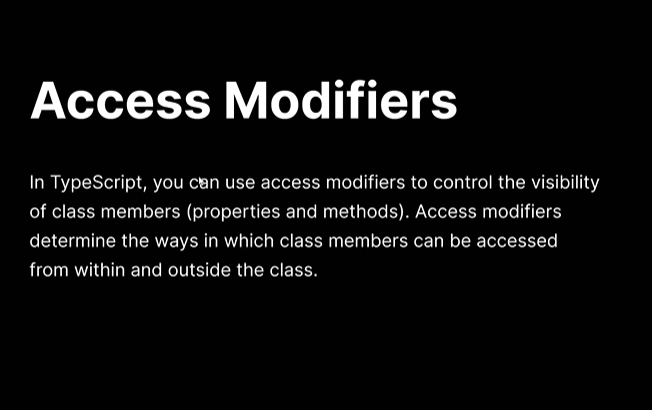 Access Modifiers
In TypeScript, you can use access modifiers to control the visibility
of class members (properties and methods). Access modifiers
determine the ways in which class members can be accessed
from within and outside the class.